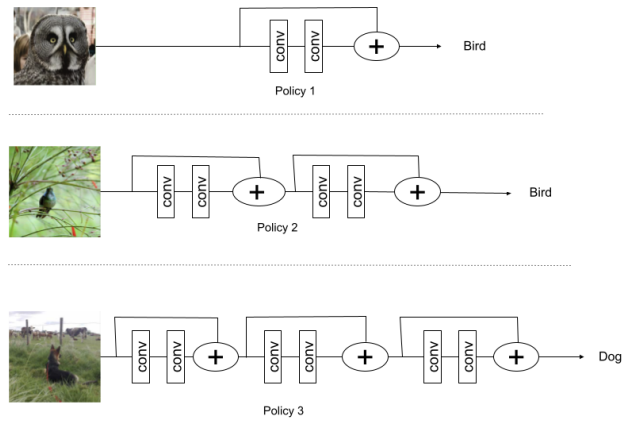 conv
conv
+
Bird
Policy 1
conv
conv
+
conv
conv
+
Bird
Policy 2
conv
conv
+
conv
conv
+
conv
conv
+
Dog
Policy 3